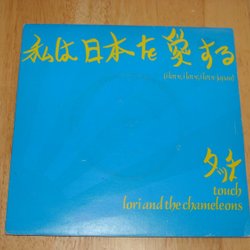 私は日本を愛する
(i love, i love, i love japan)
タッチ
touch
lori and the chameleons